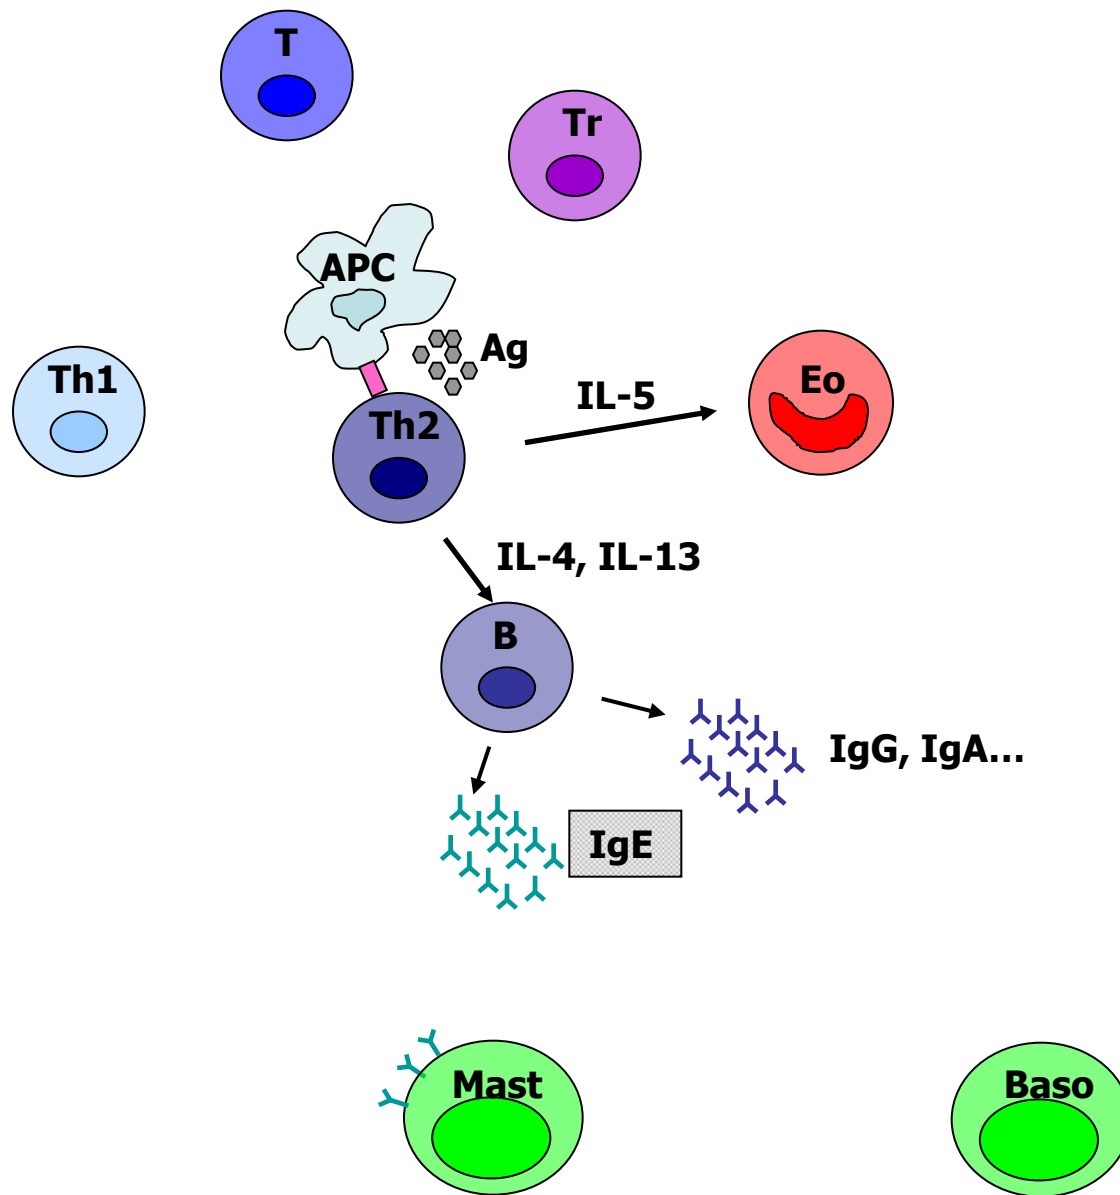 T
Tr
APC
Ag
Th1
Th2
IL-5
Eo
IL-4, IL-13
B
IgG, IgA...
IgE
Mast
Baso